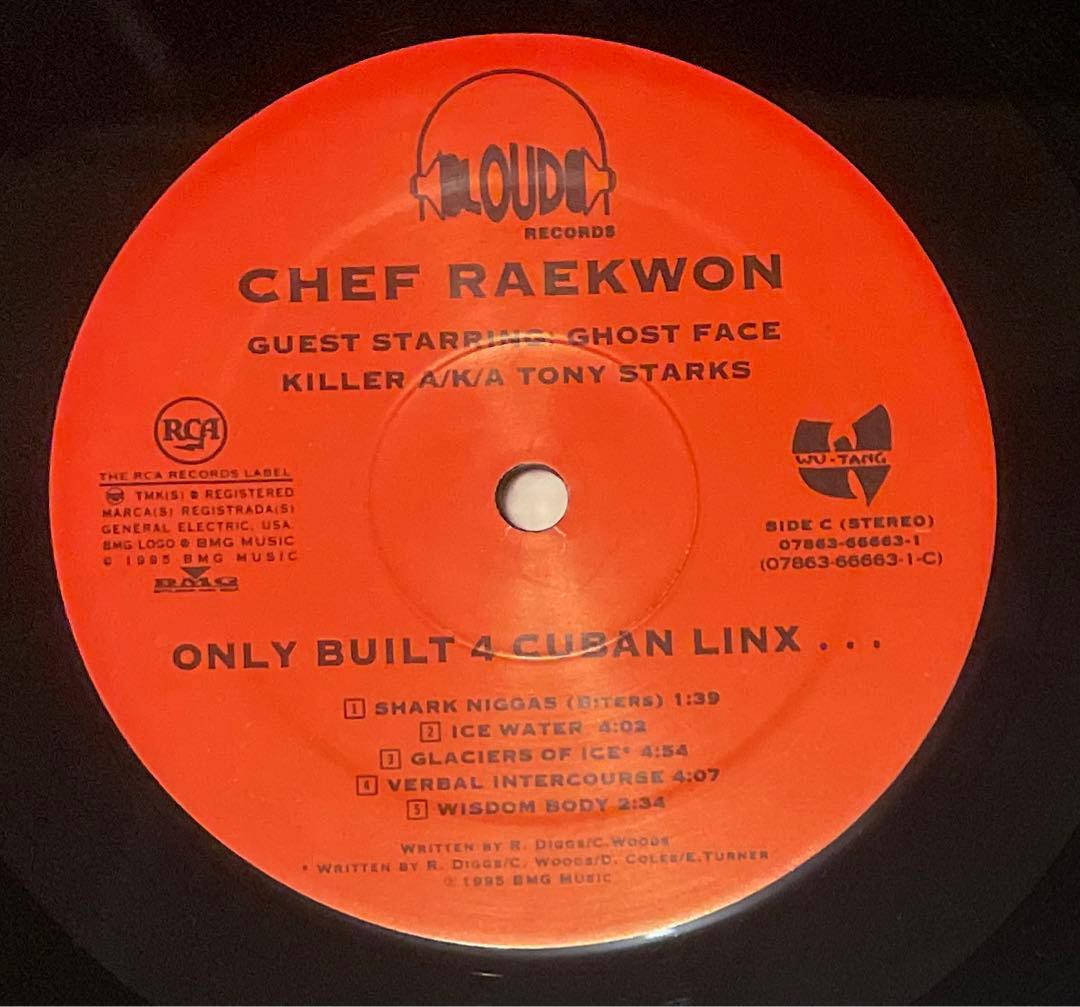 LOUD
RECORDS
CHEF RAEKWON
GUEST STARRING: GHOST FACE
KILLER A/K/A TONY STARKS
RCA
THE RCA RECORDS LABEL
TMK(S) ® REGISTERED
MARCA(S) REGISTRADA(S)
GENERAL ELECTRIC, USA.
BMG LOGO ® BMG MUSIC
© 1995 BMG MUSIC
BMG
WU-TANG
SIDE C (STEREO)
07863-66663-1
(07863-66663-1-C)
ONLY BUILT 4 CUBAN LINX . . .
1 SHARK NIGGAS (BITERS) 1:39
2 ICE WATER 4:02
3 GLACIERS OF ICE* 4:54
4 VERBAL INTERCOURSE 4:07
5 WISDOM BODY 2:34
WRITTEN BY R. DIGGS/C. WOODS
* WRITTEN BY R. DIGGS/C. WOODS/D. COLES/E. TURNER
℗ 1995 BMG MUSIC